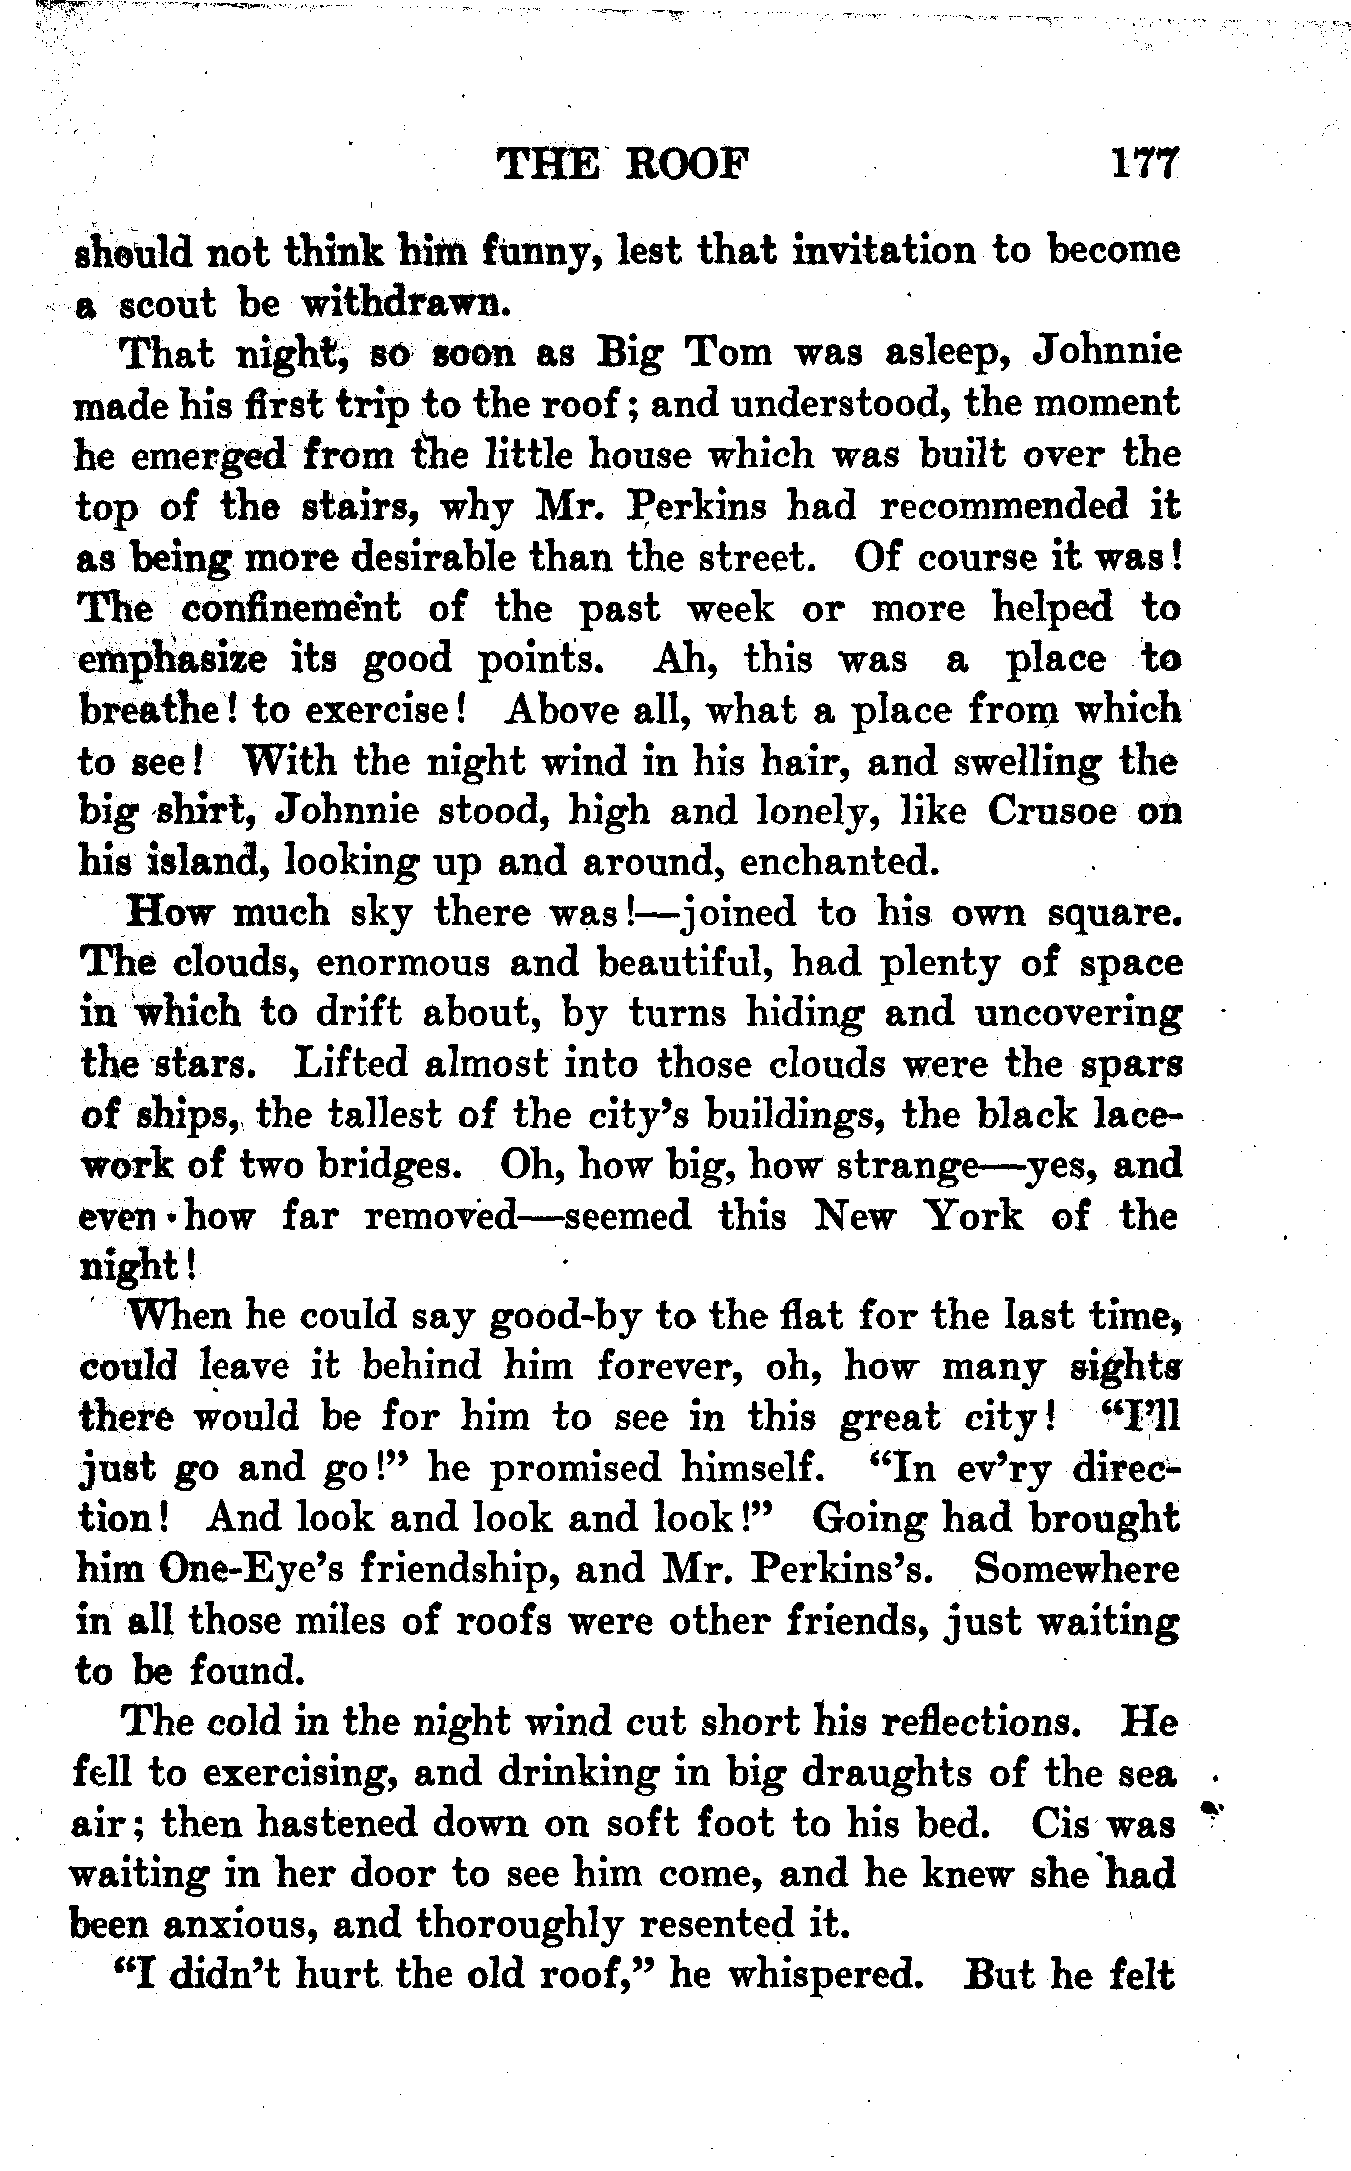 THE ROOF 177
should not think him funny, lest that invitation to become
a scout be withdrawn.
That night, so soon as Big Tom was asleep, Johnnie
made his first trip to the roof; and understood, the moment
he emerged from the little house which was built over the
top of the stairs, why Mr. Perkins had recommended it
as being more desirable than the street. Of course it was!
The confinement of the past week or more helped to
emphasize its good points. Ah, this was a place to
breathe! to exercise! Above all, what a place from which
to see! With the night wind in his hair, and swelling the
big shirt, Johnnie stood, high and lonely, like Crusoe on
his island, looking up and around, enchanted.
How much sky there was!—joined to his own square.
The clouds, enormous and beautiful, had plenty of space
in which to drift about, by turns hiding and uncovering
the stars. Lifted almost into those clouds were the spars
of ships, the tallest of the city's buildings, the black lace-
work of two bridges. Oh, how big, how strange—yes, and
even how far removed—seemed this New York of the
night!
When he could say good-by to the flat for the last time,
could leave it behind him forever, oh, how many sights
there would be for him to see in this great city! "I'll
just go and go!" he promised himself. "In ev'ry direc-
tion! And look and look and look!" Going had brought
him One-Eye's friendship, and Mr. Perkins's. Somewhere
in all those miles of roofs were other friends, just waiting
to be found.
The cold in the night wind cut short his reflections. He
fell to exercising, and drinking in big draughts of the sea
air; then hastened down on soft foot to his bed. Cis was
waiting in her door to see him come, and he knew she had
been anxious, and thoroughly resented it.
"I didn't hurt the old roof," he whispered. But he felt